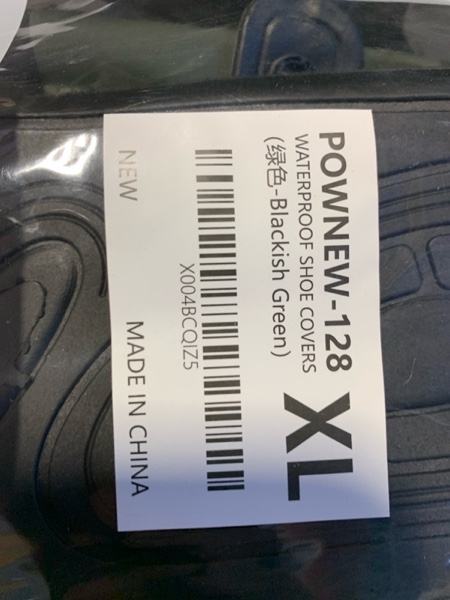 POWNEW-128
WATERPROOF SHOE COVERS
(绿色-Blackish Green)
XL
X004BCQIZ5
NEW
MADE IN CHINA